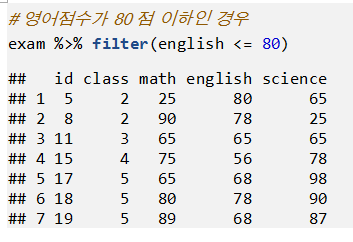 # 영어점수가 80점 이하인 경우
exam %>% filter(english <= 80)
##   id class math english science
## 1  5     2   25      80      65
## 2  8     2   90      78      25
## 3 11     3   65      65      65
## 4 15     4   75      56      78
## 5 17     5   65      68      98
## 6 18     5   80      78      90
## 7 19     5   89      68      87